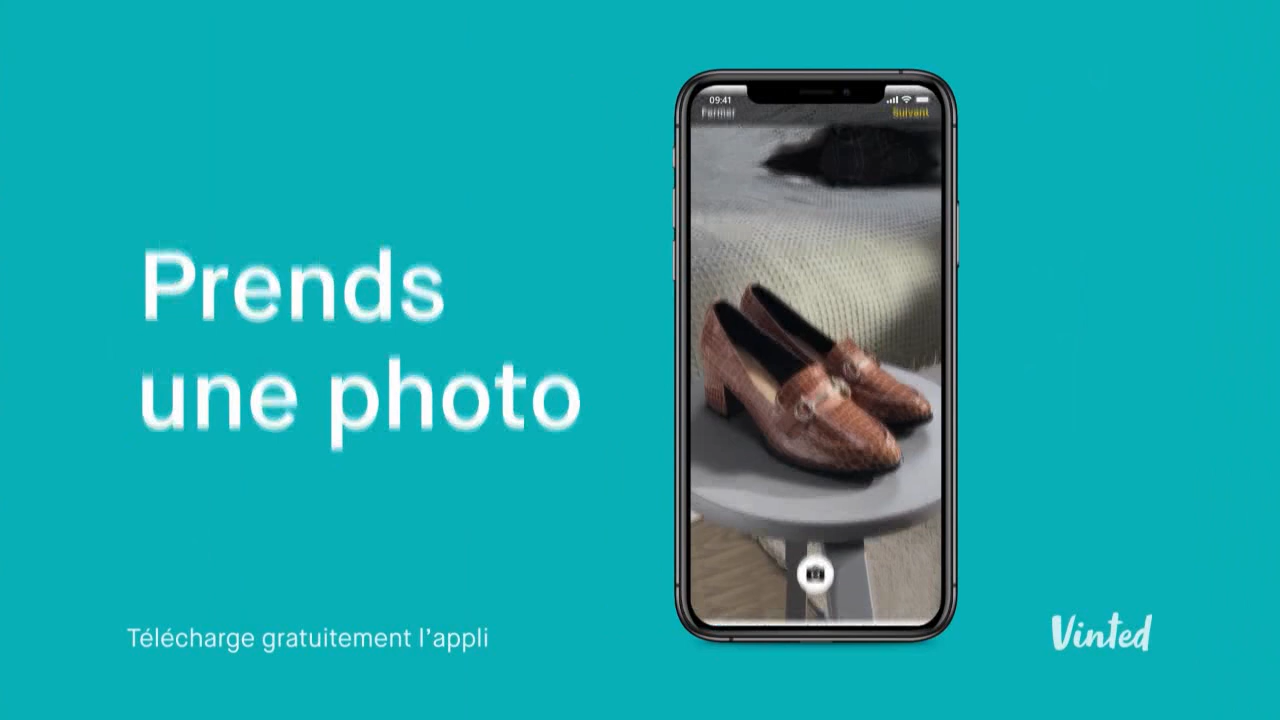 09:41
Fermer
Suivant
Prends
une photo
Télécharge gratuitement l'appli
Vinted